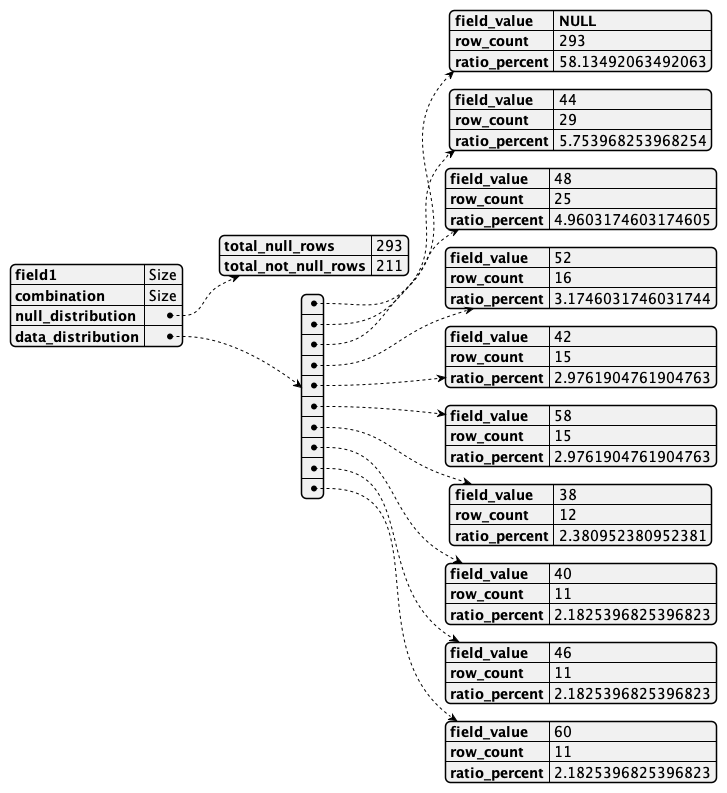 field1 Size
combination Size
null_distribution
data_distribution
total_null_rows 293
total_not_null_rows 211
field_value NULL
row_count 293
ratio_percent 58.13492063492063
field_value 44
row_count 29
ratio_percent 5.753968253968254
field_value 48
row_count 25
ratio_percent 4.9603174603174605
field_value 52
row_count 16
ratio_percent 3.1746031746031744
field_value 42
row_count 15
ratio_percent 2.9761904761904763
field_value 58
row_count 15
ratio_percent 2.9761904761904763
field_value 38
row_count 12
ratio_percent 2.380952380952381
field_value 40
row_count 11
ratio_percent 2.1825396825396823
field_value 46
row_count 11
ratio_percent 2.1825396825396823
field_value 60
row_count 11
ratio_percent 2.1825396825396823